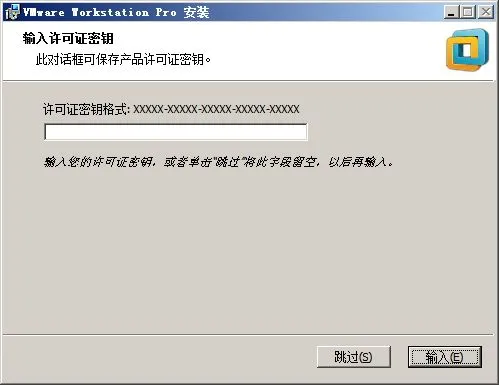 VMware Workstation Pro 安装
输入许可证密钥
此对话框可保存产品许可证密钥。
许可证密钥格式: XXXXX-XXXXX-XXXXX-XXXXX-XXXXX
输入您的许可证密钥，或者单击“跳过”将此字段留空，以后再输入。
跳过(S) 输入(E)